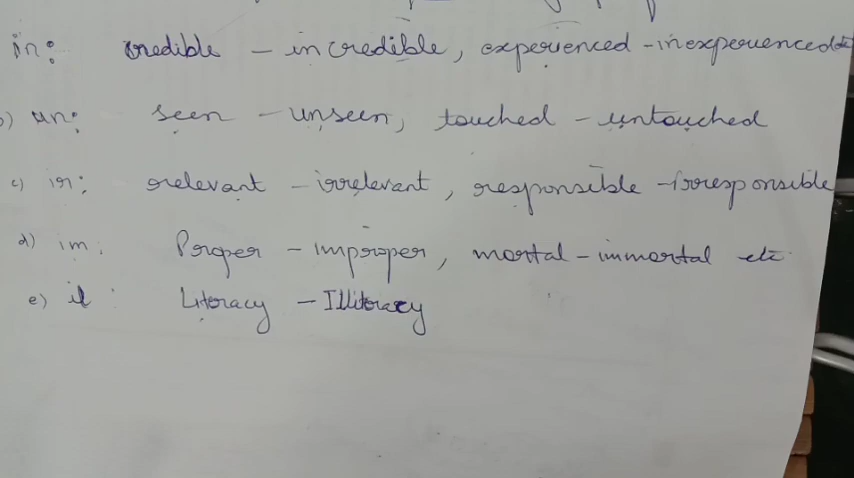 in: credible - incredible, experienced - inexperienced etc
b) un: seen - unseen, touched - untouched
c) ir: relevant - irrelevant, responsible - irresponsible
d) im: Proper - improper, mortal - immortal etc.
e) il: Literacy - Illiteracy